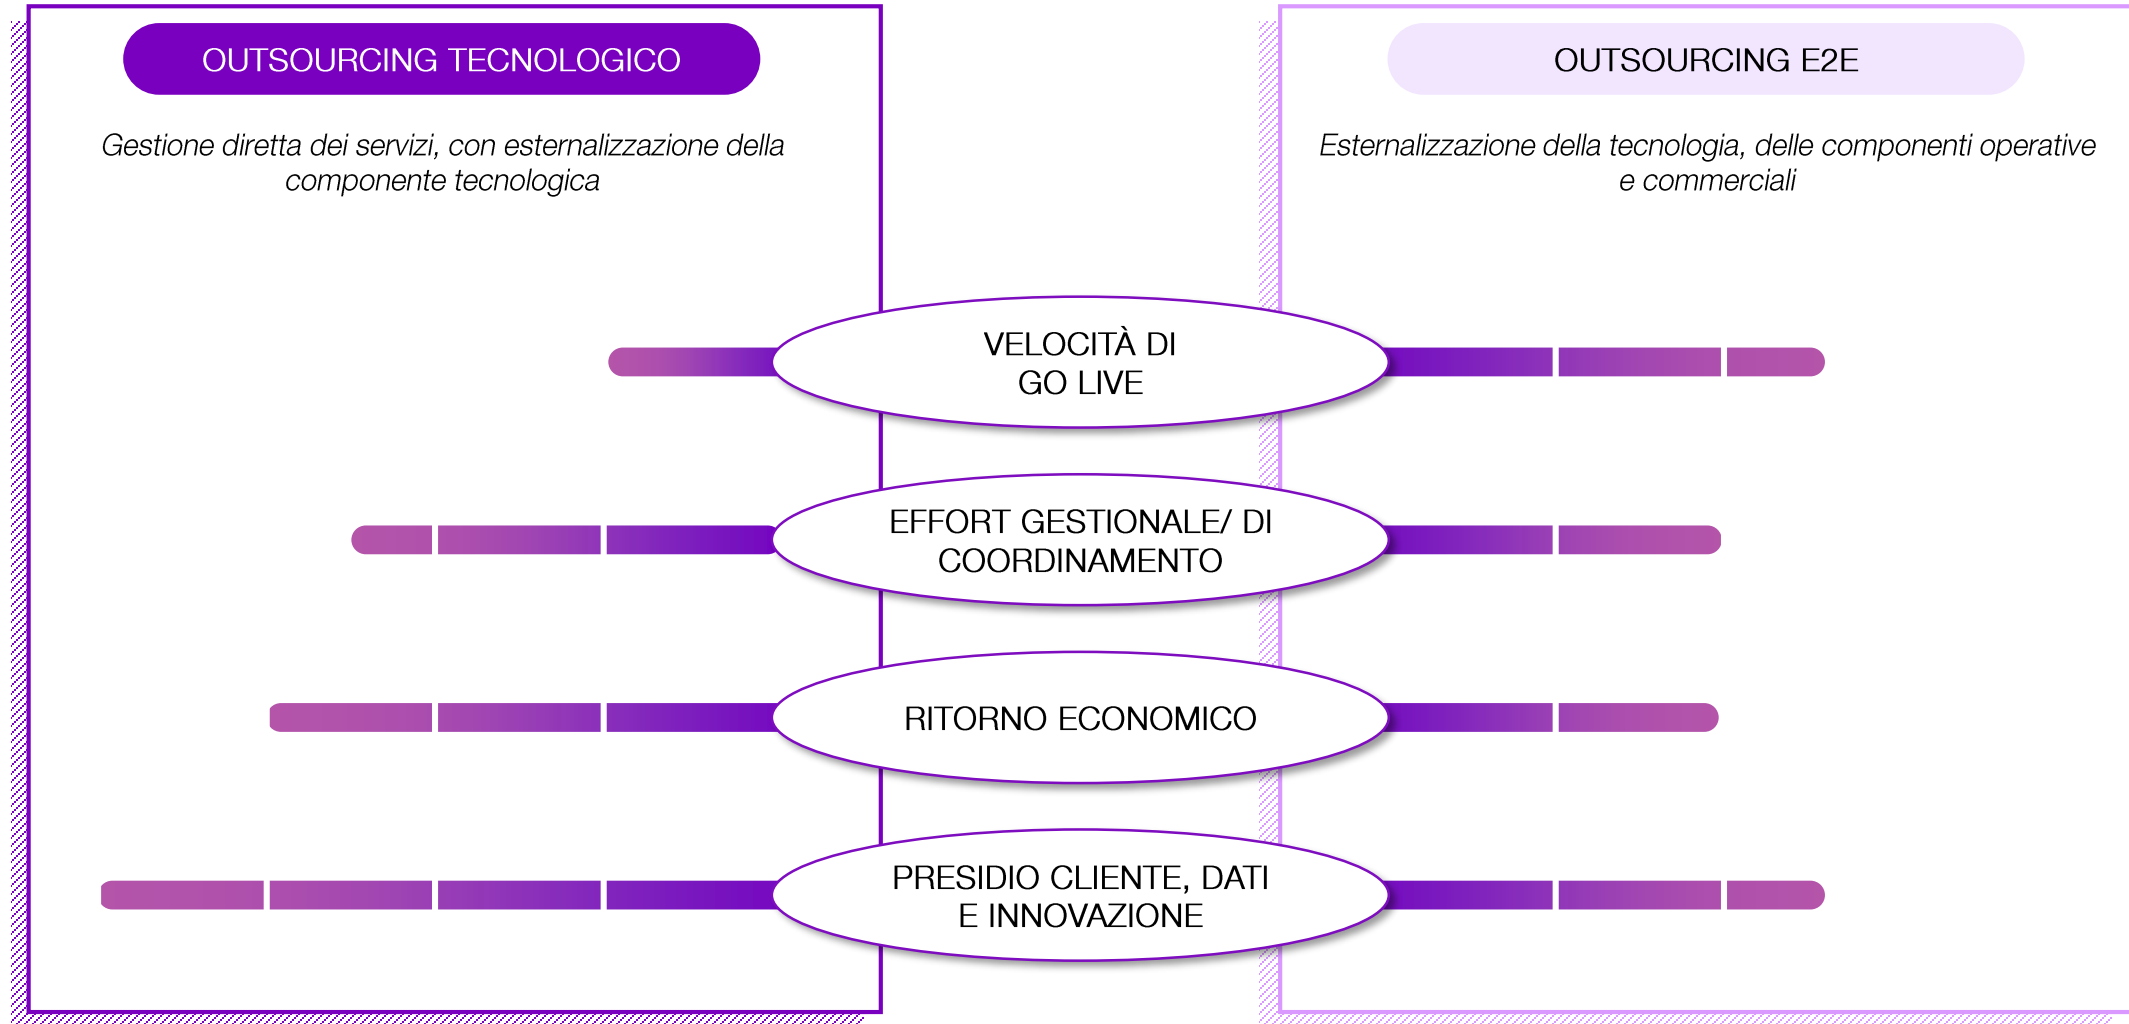 OUTSOURCING TECNOLOGICO
Gestione diretta dei servizi, con esternalizzazione della
componente tecnologica
OUTSOURCING E2E
Esternalizzazione della tecnologia, delle componenti operative
e commerciali
VELOCITÀ DI
GO LIVE
EFFORT GESTIONALE/ DI
COORDINAMENTO
RITORNO ECONOMICO
PRESIDIO CLIENTE, DATI
E INNOVAZIONE